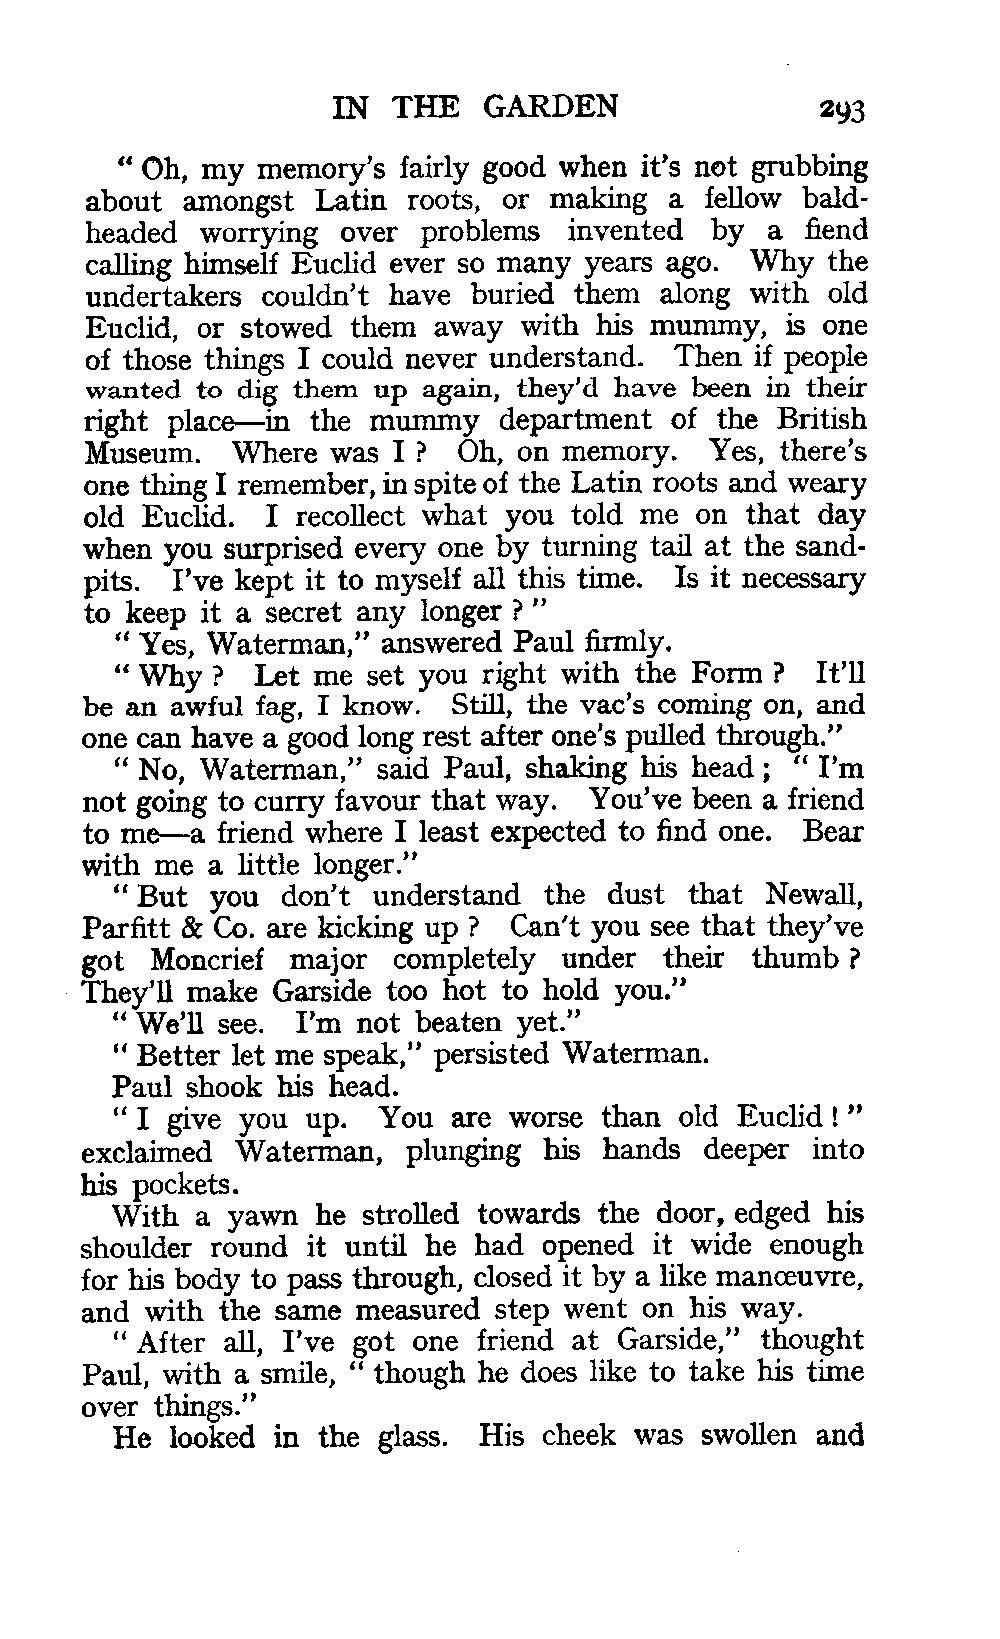 IN THE GARDEN 293
" Oh, my memory's fairly good when it's not grubbing
about amongst Latin roots, or making a fellow bald-
headed worrying over problems invented by a fiend
calling himself Euclid ever so many years ago. Why the
undertakers couldn't have buried them along with old
Euclid, or stowed them away with his mummy, is one
of those things I could never understand. Then if people
wanted to dig them up again, they'd have been in their
right place—in the mummy department of the British
Museum. Where was I ? Oh, on memory. Yes, there's
one thing I remember, in spite of the Latin roots and weary
old Euclid. I recollect what you told me on that day
when you surprised every one by turning tail at the sand-
pits. I've kept it to myself all this time. Is it necessary
to keep it a secret any longer ? "
" Yes, Waterman," answered Paul firmly.
" Why ? Let me set you right with the Form ? It'll
be an awful fag, I know. Still, the vac's coming on, and
one can have a good long rest after one's pulled through."
" No, Waterman," said Paul, shaking his head ; " I'm
not going to curry favour that way. You've been a friend
to me—a friend where I least expected to find one. Bear
with me a little longer."
" But you don't understand the dust that Newall,
Parfitt & Co. are kicking up ? Can't you see that they've
got Moncrief major completely under their thumb ?
They'll make Garside too hot to hold you."
" We'll see. I'm not beaten yet."
" Better let me speak," persisted Waterman.
Paul shook his head.
" I give you up. You are worse than old Euclid ! "
exclaimed Waterman, plunging his hands deeper into
his pockets.
With a yawn he strolled towards the door, edged his
shoulder round it until he had opened it wide enough
for his body to pass through, closed it by a like manœuvre,
and with the same measured step went on his way.
" After all, I've got one friend at Garside," thought
Paul, with a smile, " though he does like to take his time
over things."
He looked in the glass. His cheek was swollen and